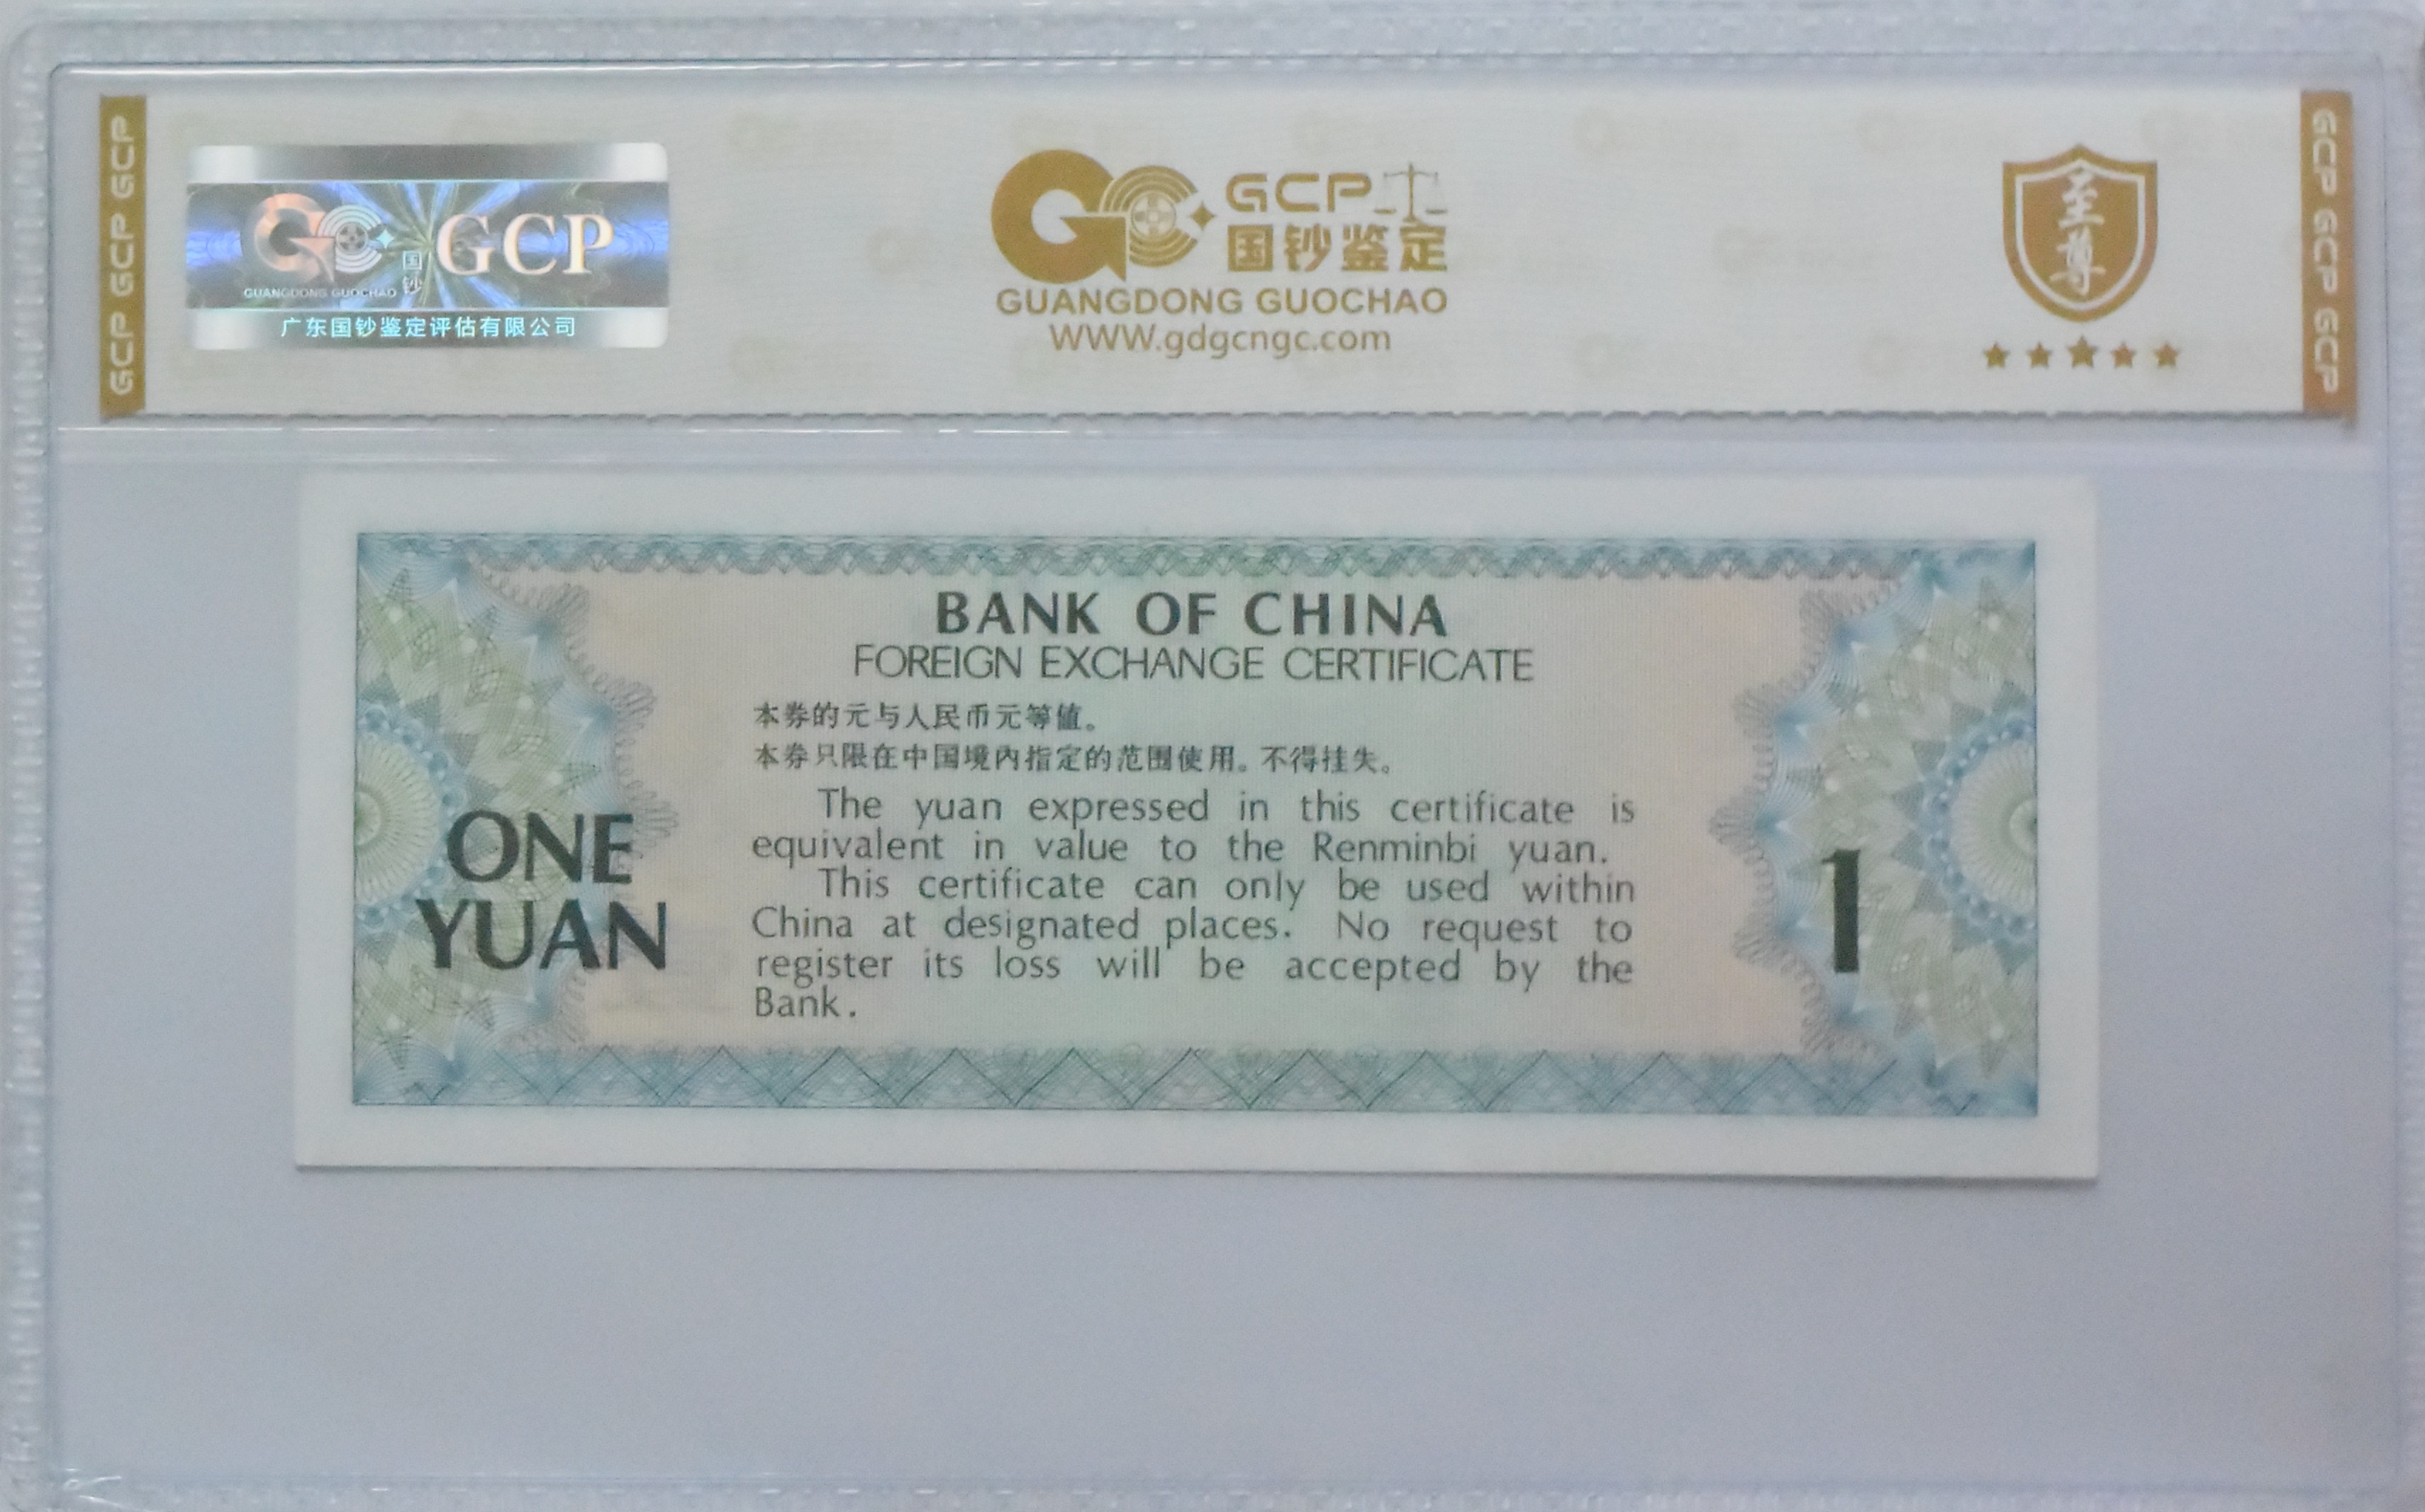 GCP GCP GCP
GCP
国
钞
GUANGDONG GUOCHAO
广东国钞鉴定评估有限公司
GCP
国钞鉴定
GUANGDONG GUOCHAO
WWW.gdgcngc.com
至
尊
GCP GCP GCP
BANK OF CHINA
FOREIGN EXCHANGE CERTIFICATE
本券的元与人民币元等值。
本券只限在中国境内指定的范围使用。不得挂失。
The yuan expressed in this certificate is
equivalent in value to the Renminbi yuan.
This certificate can only be used within
China at designated places. No request to
register its loss will be accepted by the
Bank.
ONE
YUAN
1